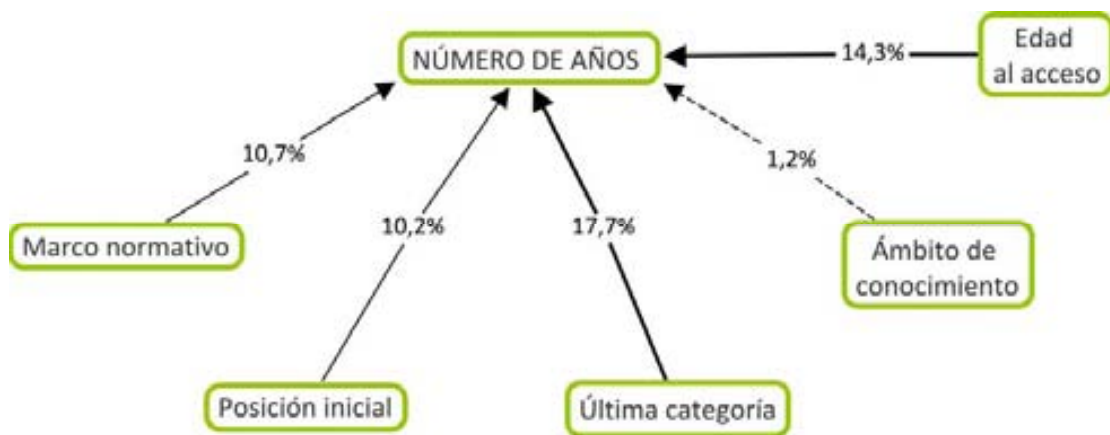 NÚMERO DE AÑOS
14,3%
Edad
al acceso
10,7%
1,2%
Marco normativo
10,2%
17,7%
Ámbito de
conocimiento
Posición inicial
Última categoría